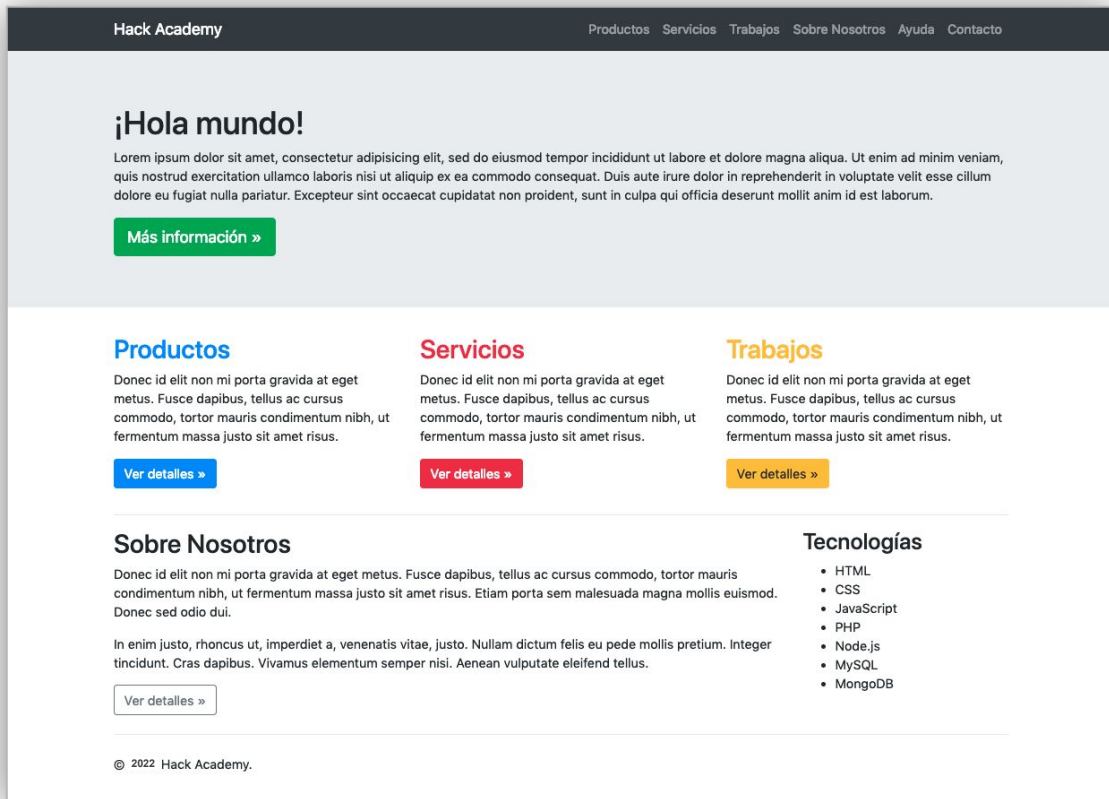 Hack Academy
Productos Servicios Trabajos Sobre Nosotros Ayuda Contacto
¡Hola mundo!
Lorem ipsum dolor sit amet, consectetur adipisicing elit, sed do eiusmod tempor incididunt ut labore et dolore magna aliqua. Ut enim ad minim veniam,
quis nostrud exercitation ullamco laboris nisi ut aliquip ex ea commodo consequat. Duis aute irure dolor in reprehenderit in voluptate velit esse cillum
dolore eu fugiat nulla pariatur. Excepteur sint occaecat cupidatat non proident, sunt in culpa qui officia deserunt mollit anim id est laborum.
Más información »
Productos
Donec id elit non mi porta gravida at eget
metus. Fusce dapibus, tellus ac cursus
commodo, tortor mauris condimentum nibh, ut
fermentum massa justo sit amet risus.
Ver detalles »
Servicios
Donec id elit non mi porta gravida at eget
metus. Fusce dapibus, tellus ac cursus
commodo, tortor mauris condimentum nibh, ut
fermentum massa justo sit amet risus.
Ver detalles »
Trabajos
Donec id elit non mi porta gravida at eget
metus. Fusce dapibus, tellus ac cursus
commodo, tortor mauris condimentum nibh, ut
fermentum massa justo sit amet risus.
Ver detalles »
Sobre Nosotros
Donec id elit non mi porta gravida at eget metus. Fusce dapibus, tellus ac cursus commodo, tortor mauris
condimentum nibh, ut fermentum massa justo sit amet risus. Etiam porta sem malesuada magna mollis euismod.
Donec sed odio dui.
In enim justo, rhoncus ut, imperdiet a, venenatis vitae, justo. Nullam dictum felis eu pede mollis pretium. Integer
tincidunt. Cras dapibus. Vivamus elementum semper nisi. Aenean vulputate eleifend tellus.
Ver detalles »
Tecnologías
• HTML
• CSS
• JavaScript
• PHP
• Node.js
• MySQL
• MongoDB
© 2022 Hack Academy.